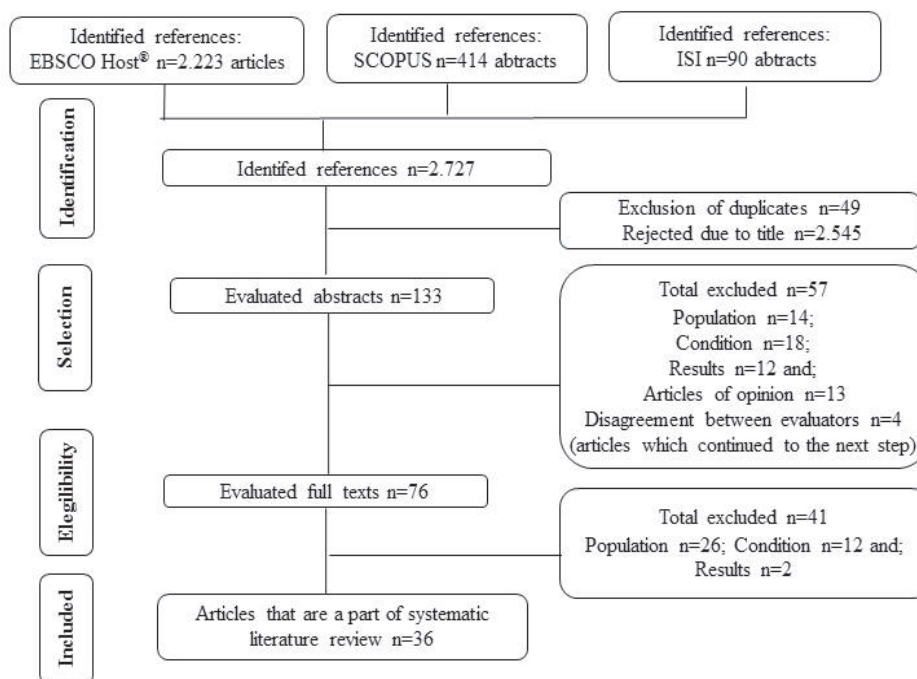 Identified references:
EBSCO Host® n=2.223 articles
Identified references:
SCOPUS n=414 abtracts
Identified references:
ISI n=90 abtracts
Identification
Identifed references n=2.727
Exclusion of duplicates n=49
Rejected due to title n=2.545
Selection
Evaluated abstracts n=133
Total excluded n=57
Population n=14;
Condition n=18;
Results n=12 and;
Articles of opinion n=13
Disagreement between evaluators n=4
(articles which continued to the next step)
Elegilibility
Evaluated full texts n=76
Total excluded n=41
Population n=26; Condition n=12 and;
Results n=2
Included
Articles that are a part of systematic
literature review n=36